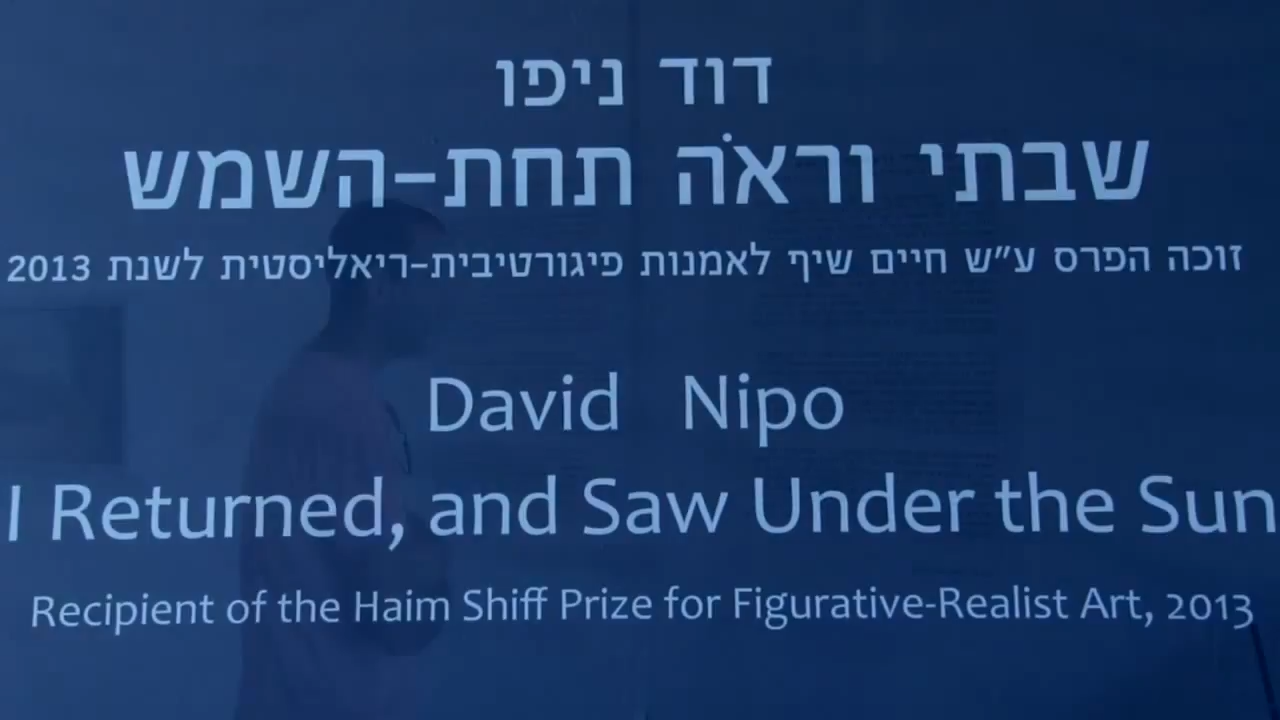 דוד ניפו
שבתי וראֹה תחת-השמש
זוכה הפרס ע"ש חיים שיף לאמנות פיגורטיבית-ריאליסטית לשנת 2013
David Nipo
I Returned, and Saw Under the Sun
Recipient of the Haim Shiff Prize for Figurative-Realist Art, 2013